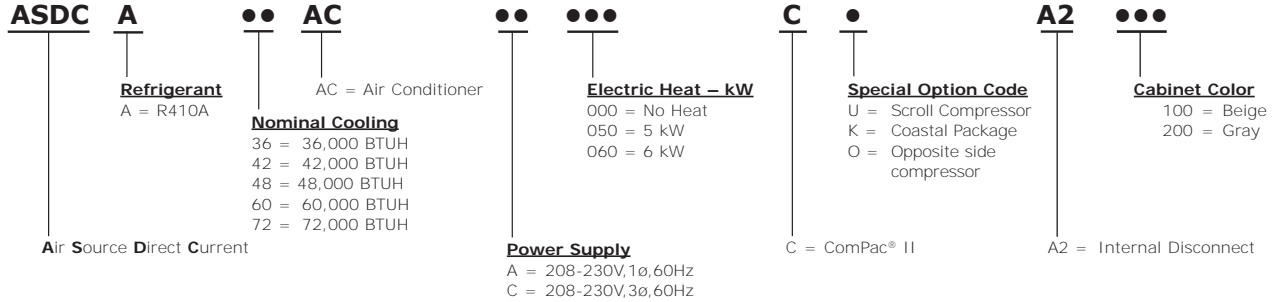 ASDC A •• AC •• ••• C • A2 •••
Refrigerant
A = R410A
Nominal Cooling
36 = 36,000 BTUH
42 = 42,000 BTUH
48 = 48,000 BTUH
60 = 60,000 BTUH
72 = 72,000 BTUH
Air Source Direct Current
AC = Air Conditioner
Power Supply
A = 208-230V,1ø,60Hz
C = 208-230V,3ø,60Hz
Electric Heat – kW
000 = No Heat
050 = 5 kW
060 = 6 kW
C = ComPac® II
Special Option Code
U = Scroll Compressor
K = Coastal Package
O = Opposite side
compressor
A2 = Internal Disconnect
Cabinet Color
100 = Beige
200 = Gray